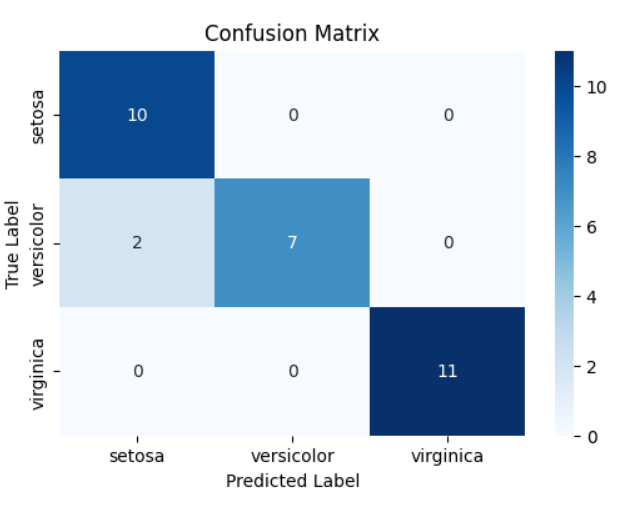 Confusion Matrix
True Label
setosa
versicolor
virginica
10 0 0
2 7 0
0 0 11
setosa versicolor virginica
Predicted Label
10
8
6
4
2
0